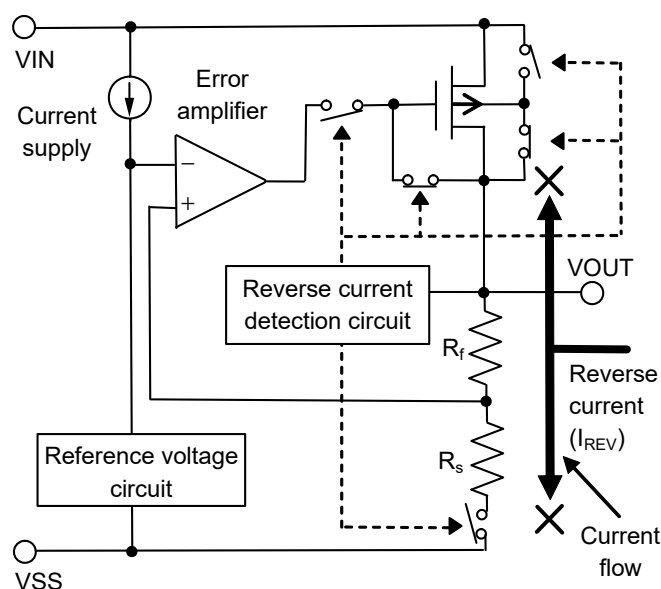 VIN
Current
supply
Error
amplifier
−
+
VOUT
Reverse current
detection circuit
Rf
Reverse
current
(IREV)
Reference voltage
circuit
Rs
Current
flow
VSS